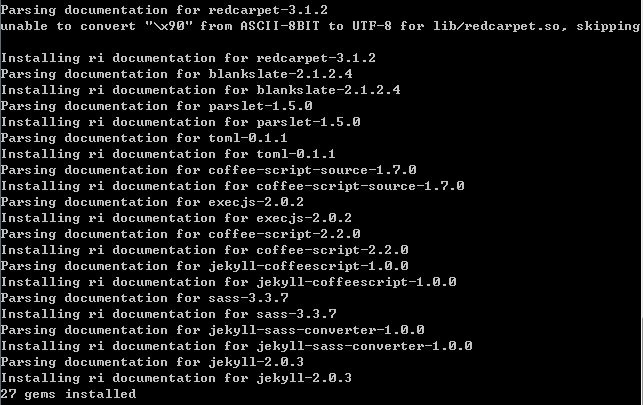 Parsing documentation for redcarpet-3.1.2
unable to convert "\x90" from ASCII-8BIT to UTF-8 for lib/redcarpet.so, skipping
Installing ri documentation for redcarpet-3.1.2
Parsing documentation for blankslate-2.1.2.4
Installing ri documentation for blankslate-2.1.2.4
Parsing documentation for parslet-1.5.0
Installing ri documentation for parslet-1.5.0
Parsing documentation for toml-0.1.1
Installing ri documentation for toml-0.1.1
Parsing documentation for coffee-script-source-1.7.0
Installing ri documentation for coffee-script-source-1.7.0
Parsing documentation for execjs-2.0.2
Installing ri documentation for execjs-2.0.2
Parsing documentation for coffee-script-2.2.0
Installing ri documentation for coffee-script-2.2.0
Parsing documentation for jekyll-coffeescript-1.0.0
Installing ri documentation for jekyll-coffeescript-1.0.0
Parsing documentation for sass-3.3.7
Installing ri documentation for sass-3.3.7
Parsing documentation for jekyll-sass-converter-1.0.0
Installing ri documentation for jekyll-sass-converter-1.0.0
Parsing documentation for jekyll-2.0.3
Installing ri documentation for jekyll-2.0.3
27 gems installed